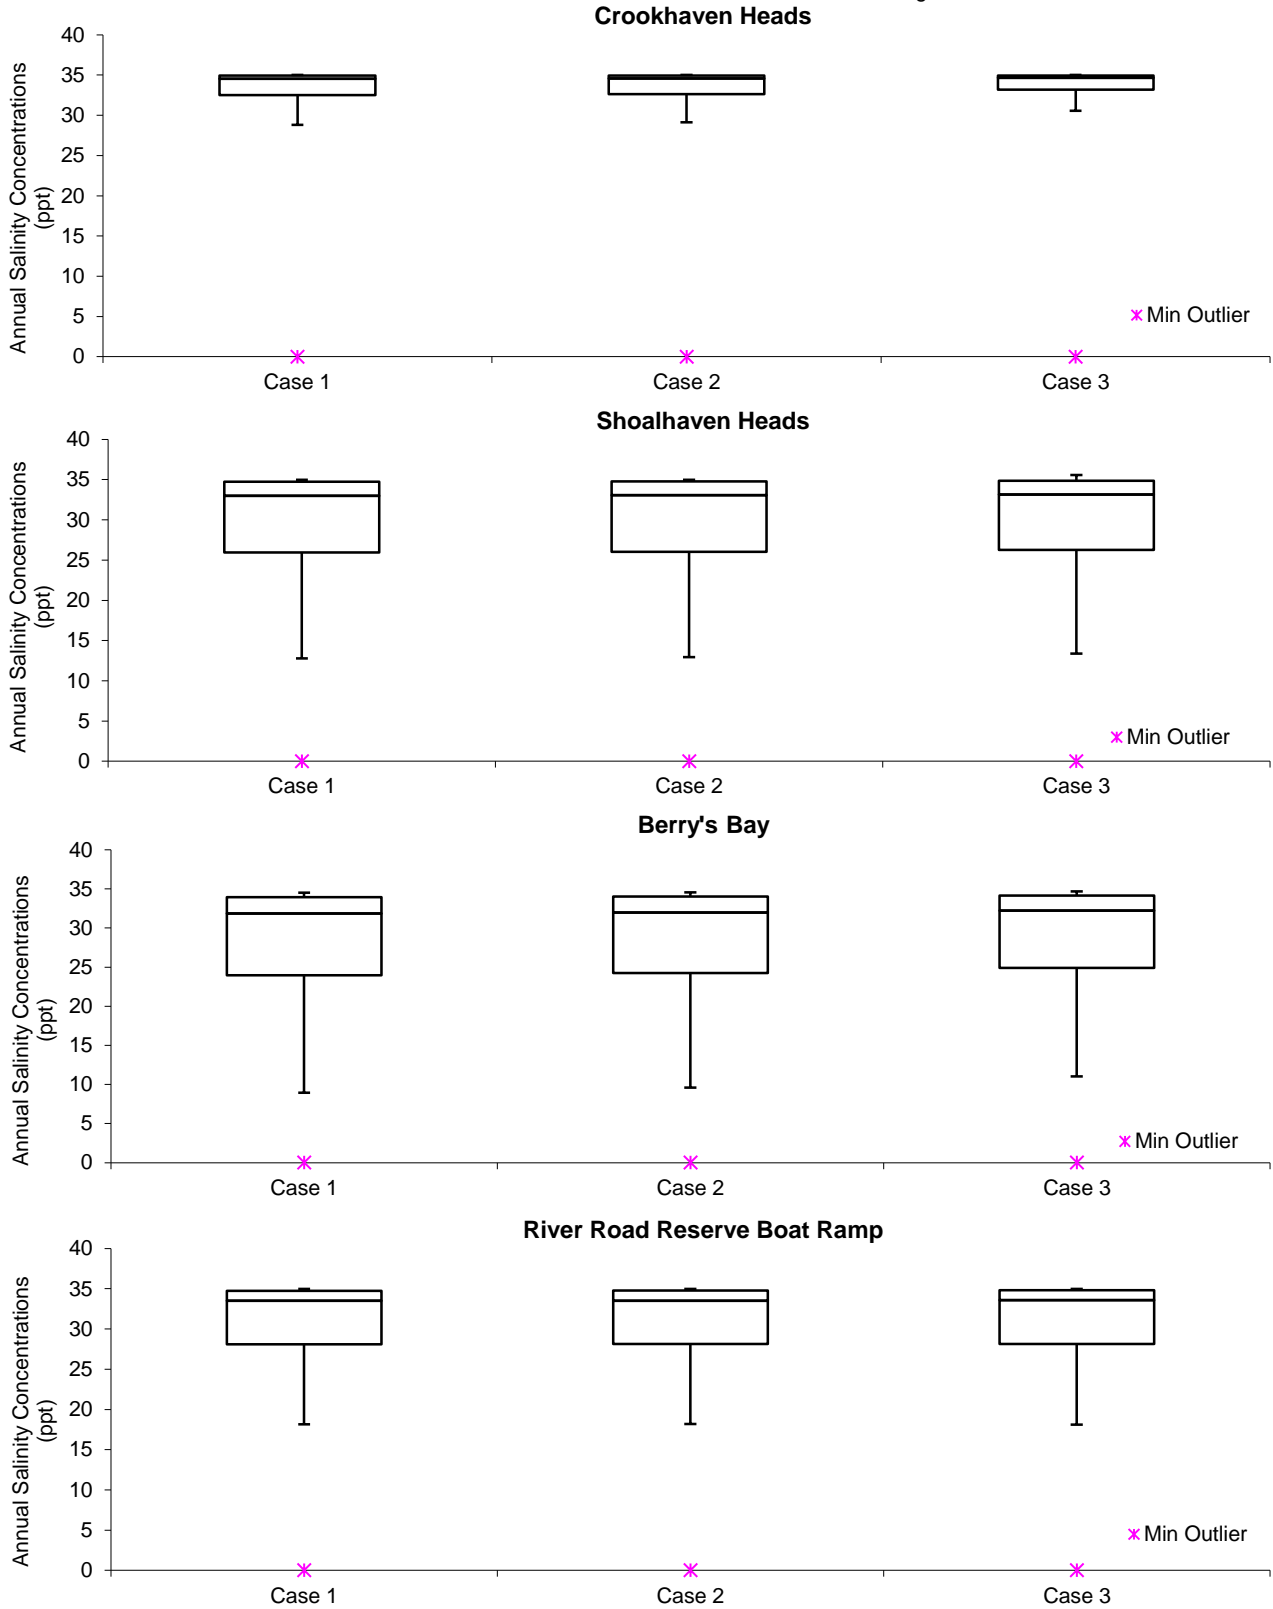 Crookhaven Heads
Annual Salinity Concentrations
(ppt)
40
35
30
25
20
15
10
5
0
Min Outlier
Case 1 Case 2 Case 3
Shoalhaven Heads
Annual Salinity Concentrations
(ppt)
40
35
30
25
20
15
10
5
0
Min Outlier
Case 1 Case 2 Case 3
Berry's Bay
Annual Salinity Concentrations
(ppt)
40
35
30
25
20
15
10
5
0
Min Outlier
Case 1 Case 2 Case 3
River Road Reserve Boat Ramp
Annual Salinity Concentrations
(ppt)
40
35
30
25
20
15
10
5
0
Min Outlier
Case 1 Case 2 Case 3